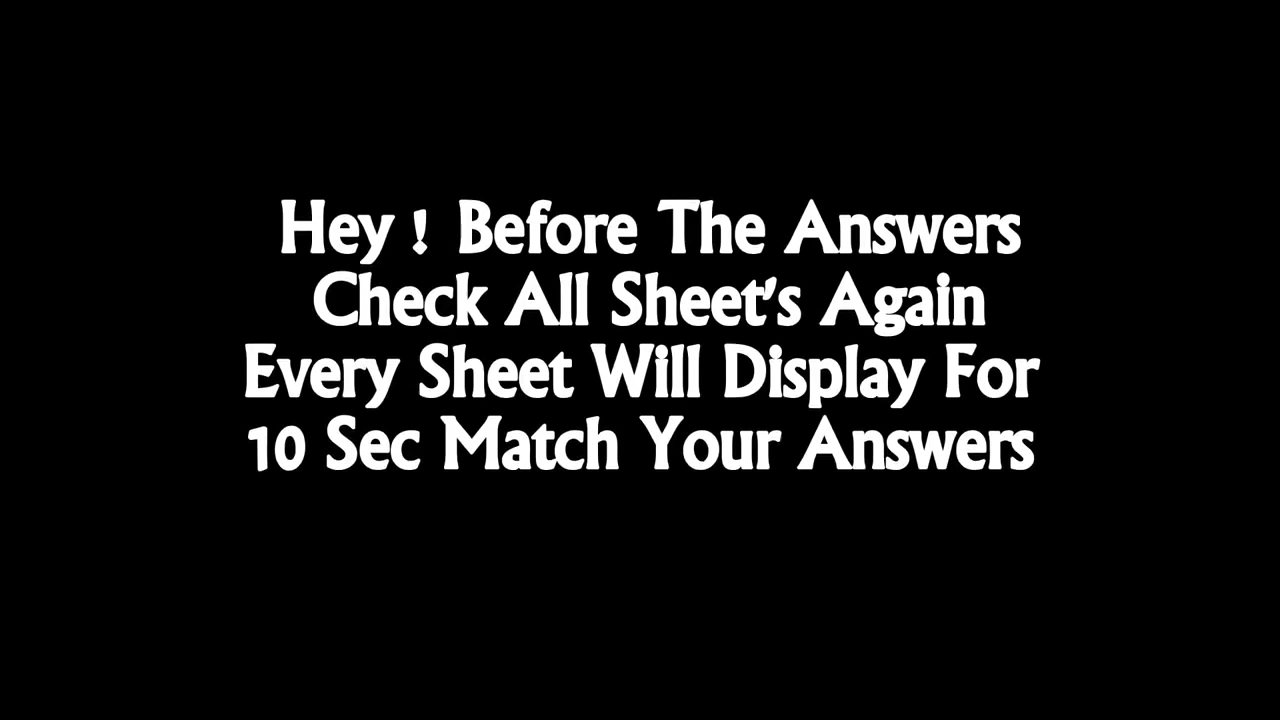 Hey ! Before The Answers
Check All Sheet's Again
Every Sheet Will Display For
10 Sec Match Your Answers